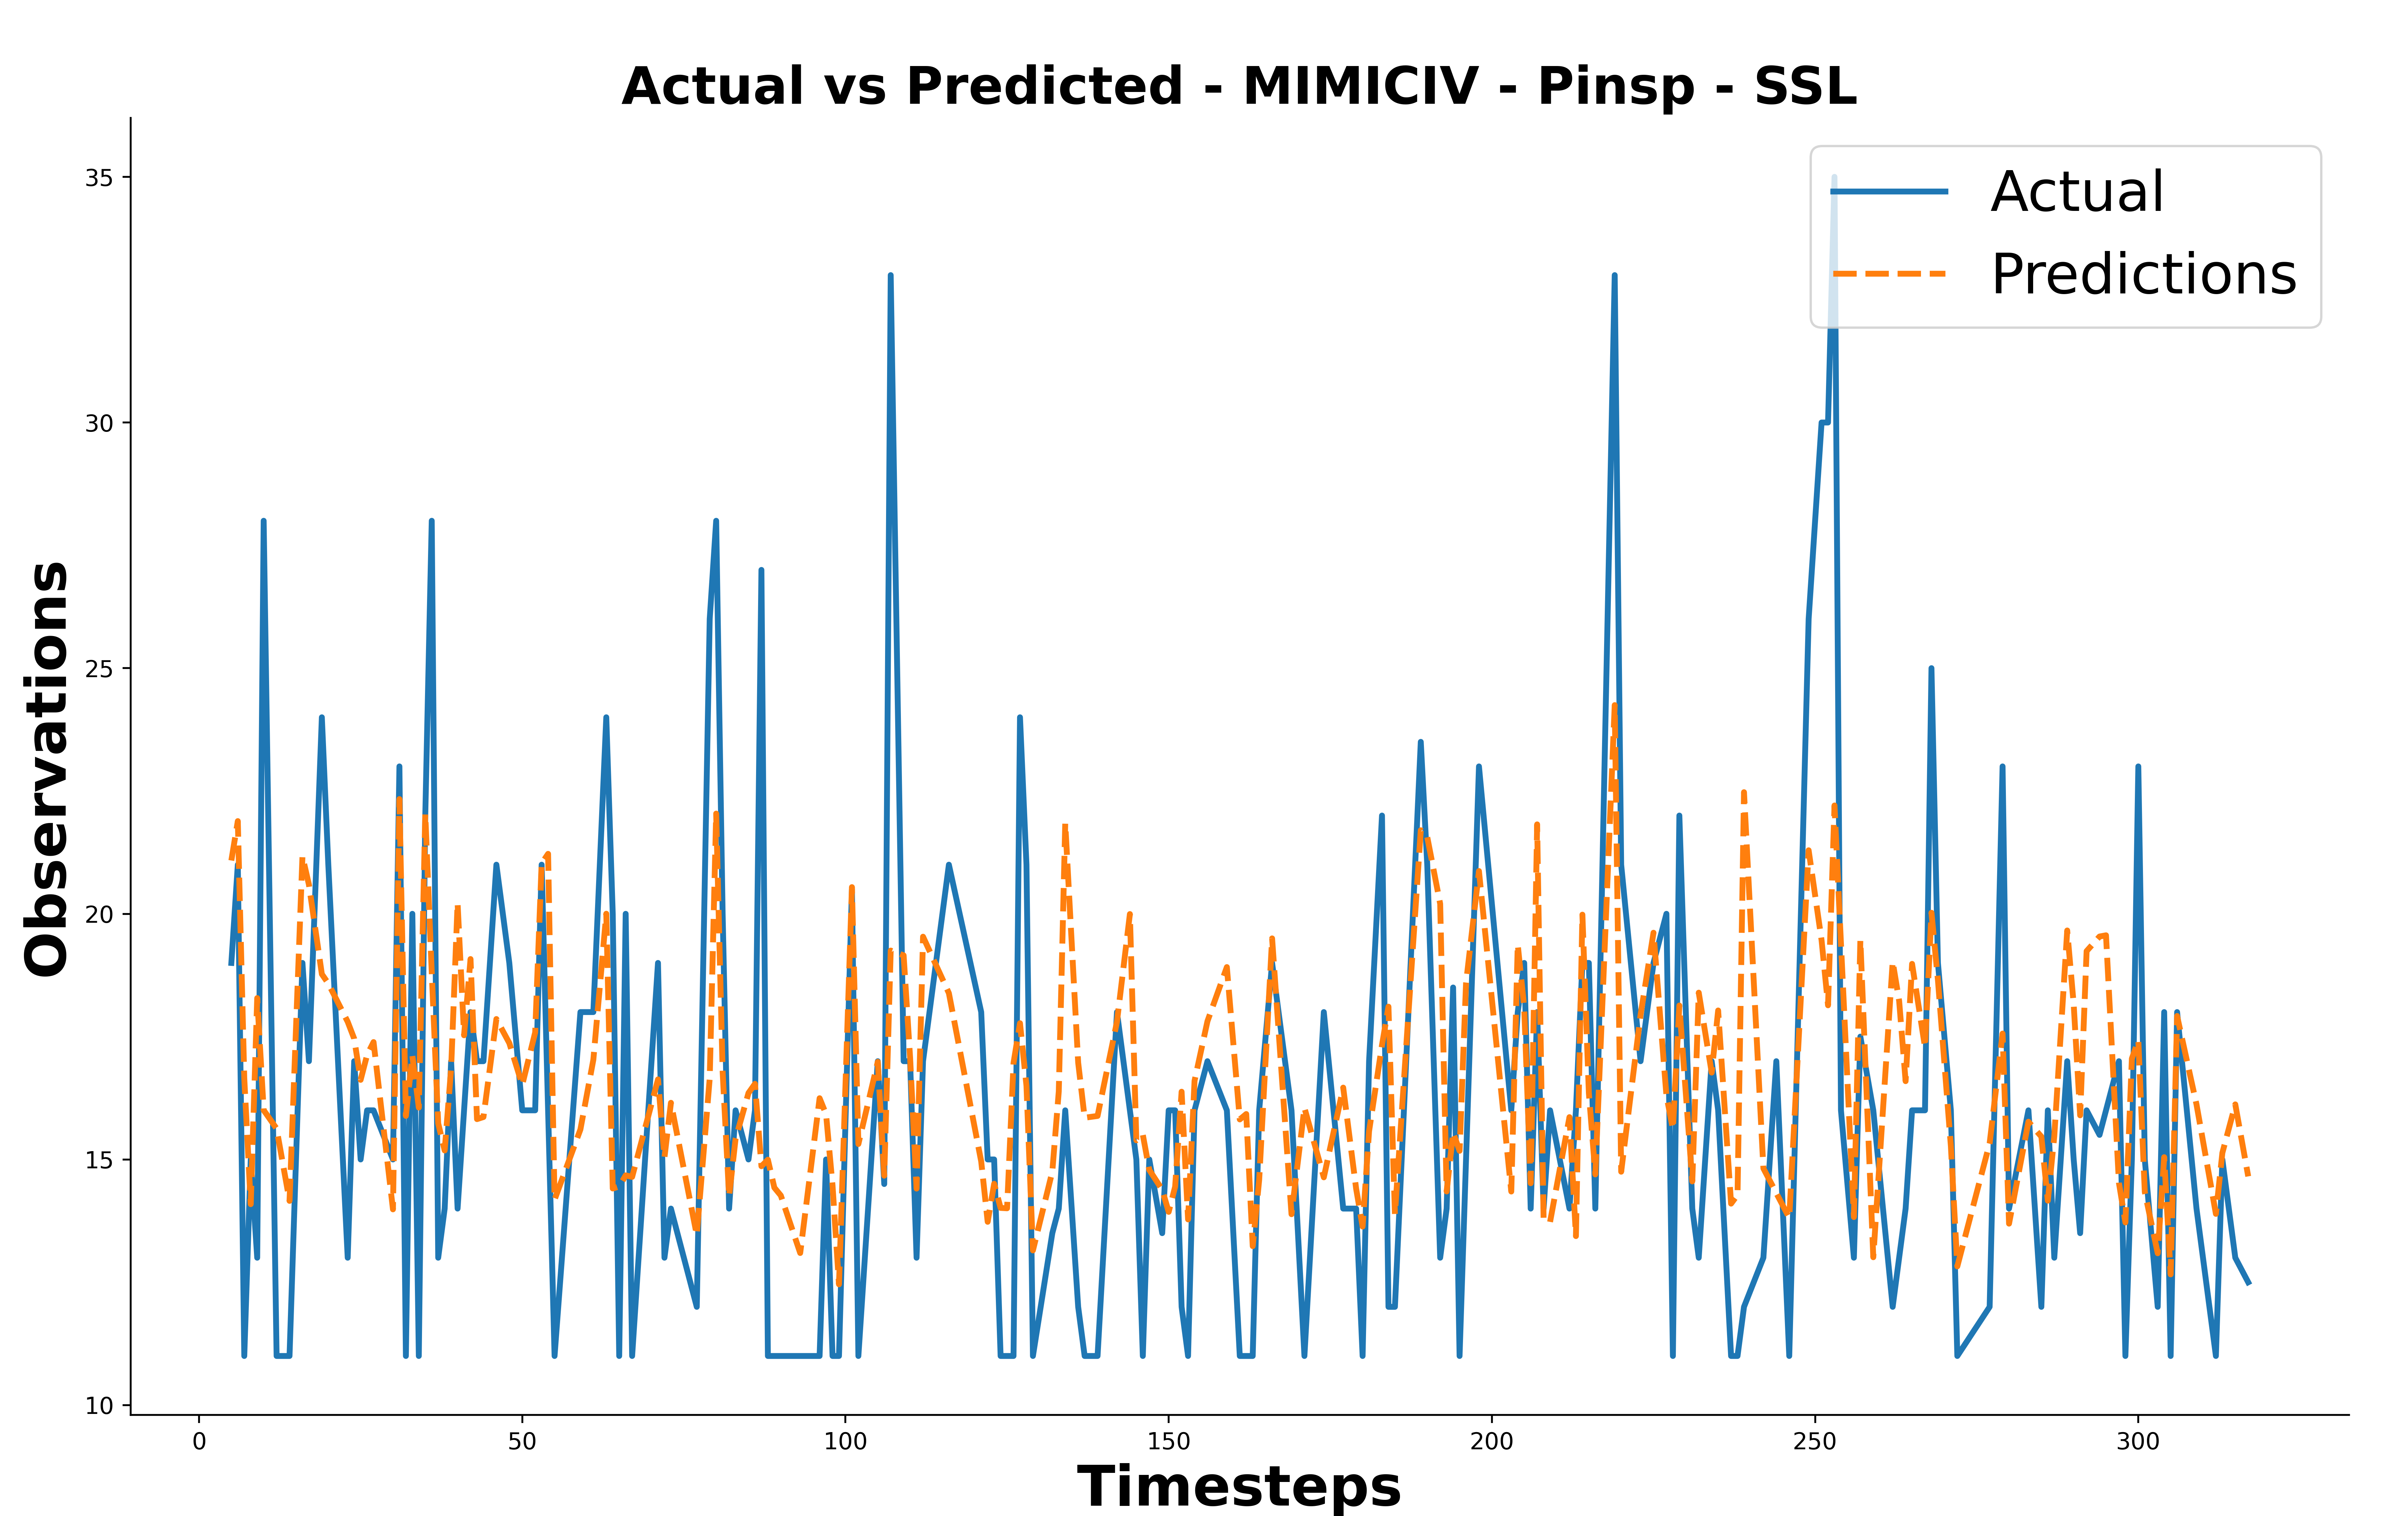 Actual vs Predicted - MIMICIV - Pinsp - SSL
Actual
Predictions
Observations
35
30
25
20
15
10
0 50 100 150 200 250 300
Timesteps